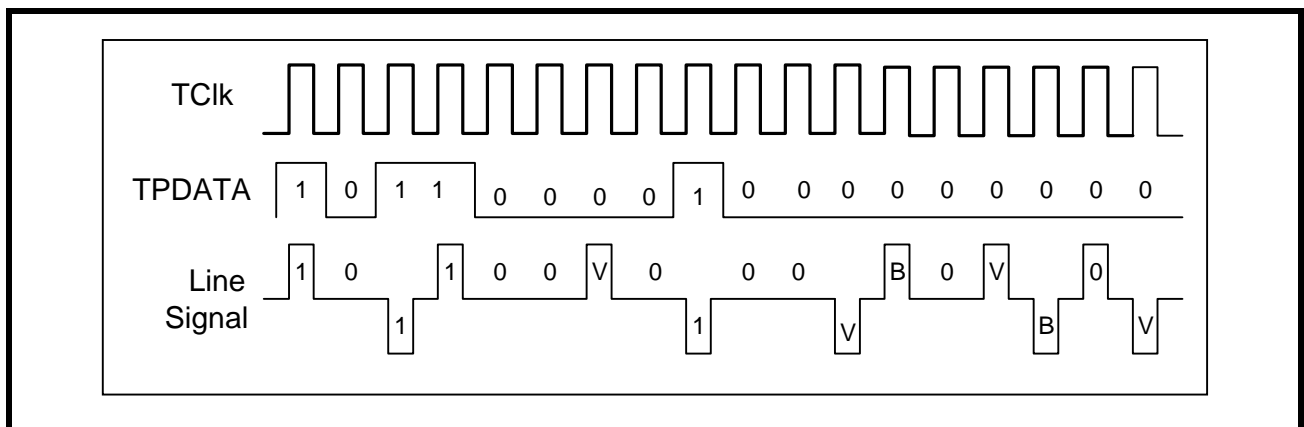 TClk
TPDATA 1 0 1 1 0 0 0 0 1 0 0 0 0 0 0 0 0 0
Line Signal 1 0 1 1 0 0 V 0 1 0 0 V B 0 V B 0 V